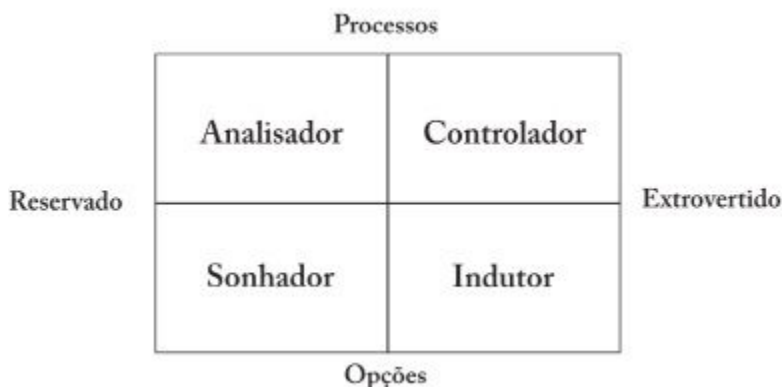 Processos
Analisador Controlador
Reservado Extrovertido
Sonhador Indutor
Opções